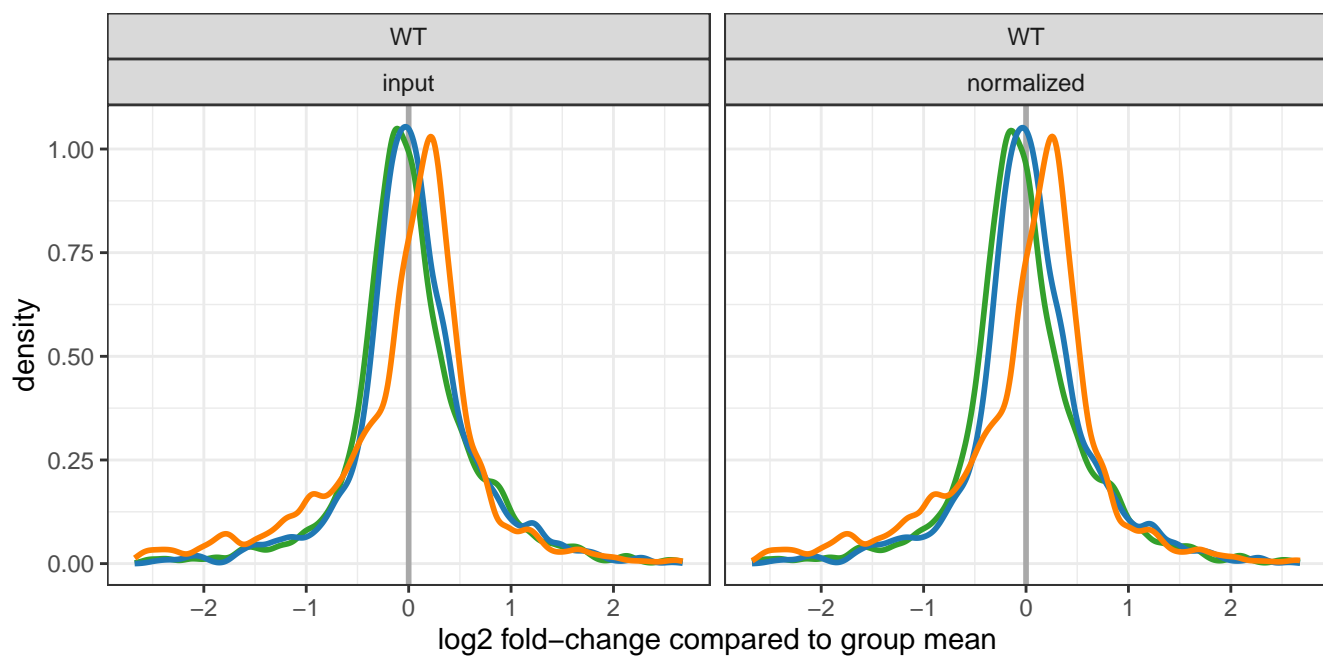 WT
WT
input
normalized
1.00
0.75
0.50
0.25
0.00
density
−2
−1
0
1
2
−2
−1
0
1
2
log2 fold−change compared to group mean